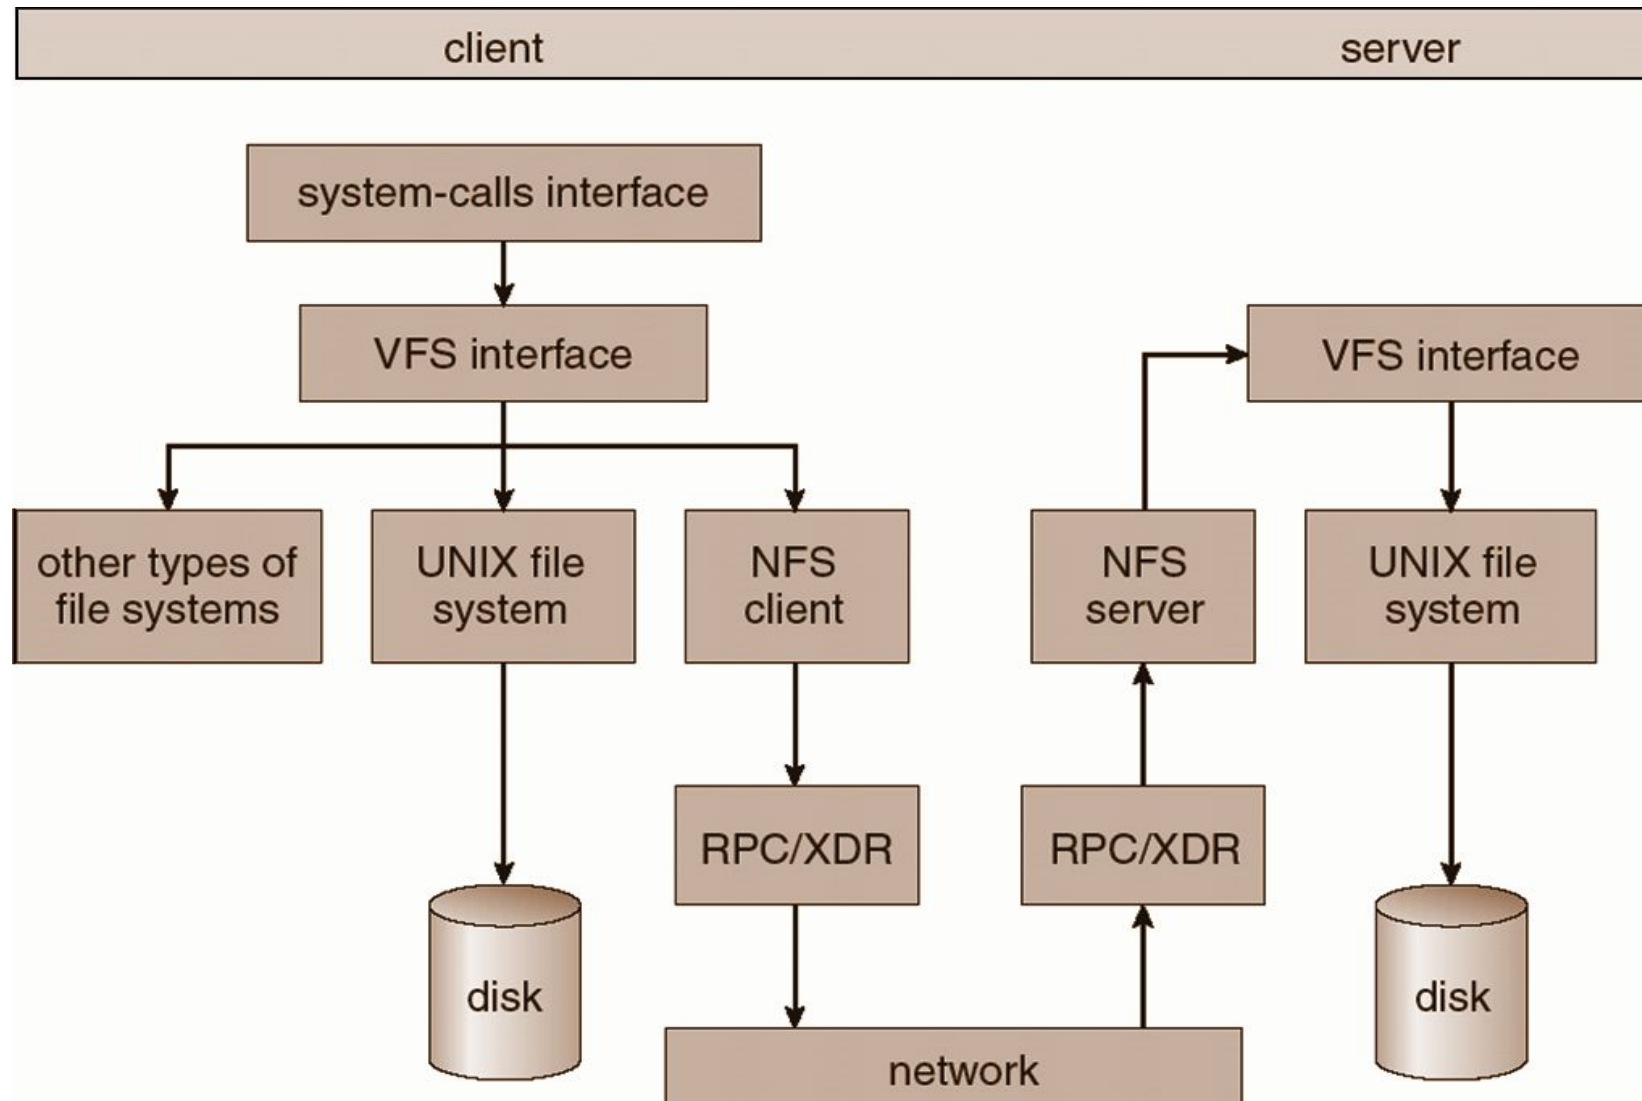 client
server
system-calls interface
VFS interface
VFS interface
other types of
file systems
UNIX file
system
NFS
client
NFS
server
UNIX file
system
RPC/XDR
RPC/XDR
disk
disk
network